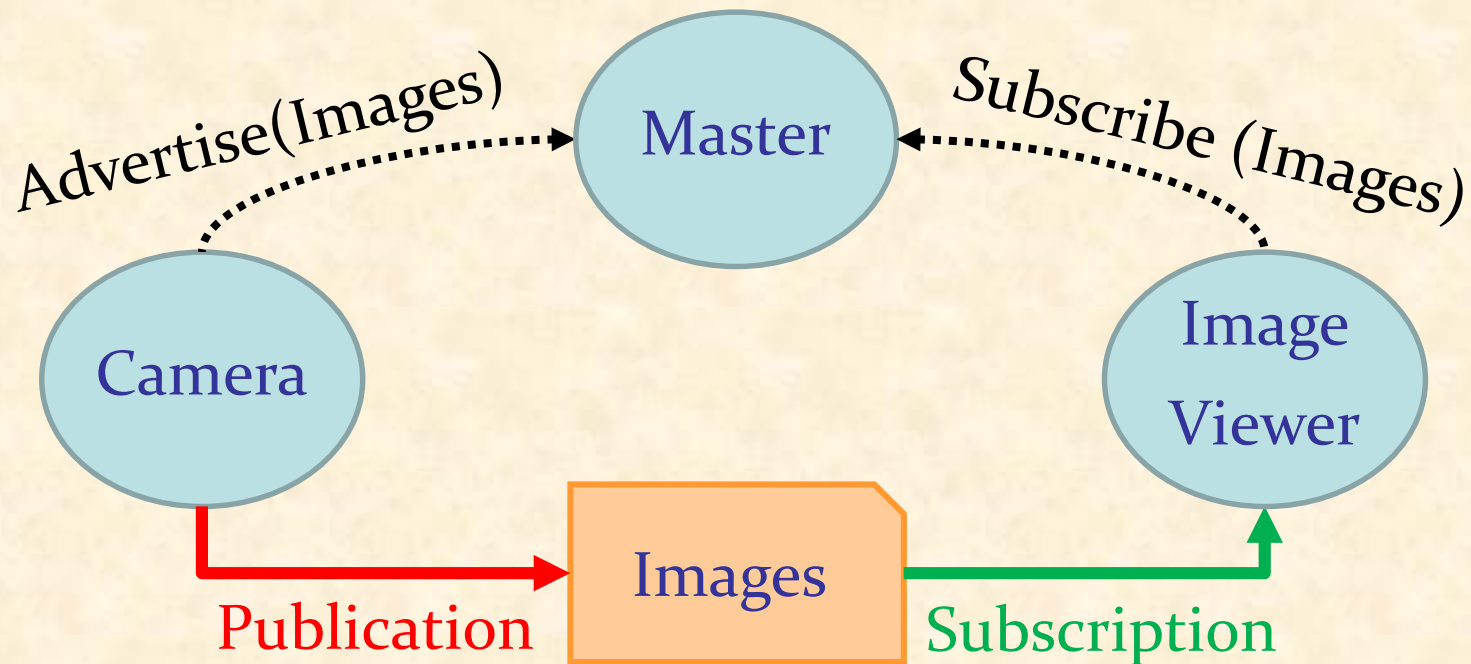 Advertise(Images)
Master
Subscribe (Images)
Camera
Image
Viewer
Images
Publication
Subscription